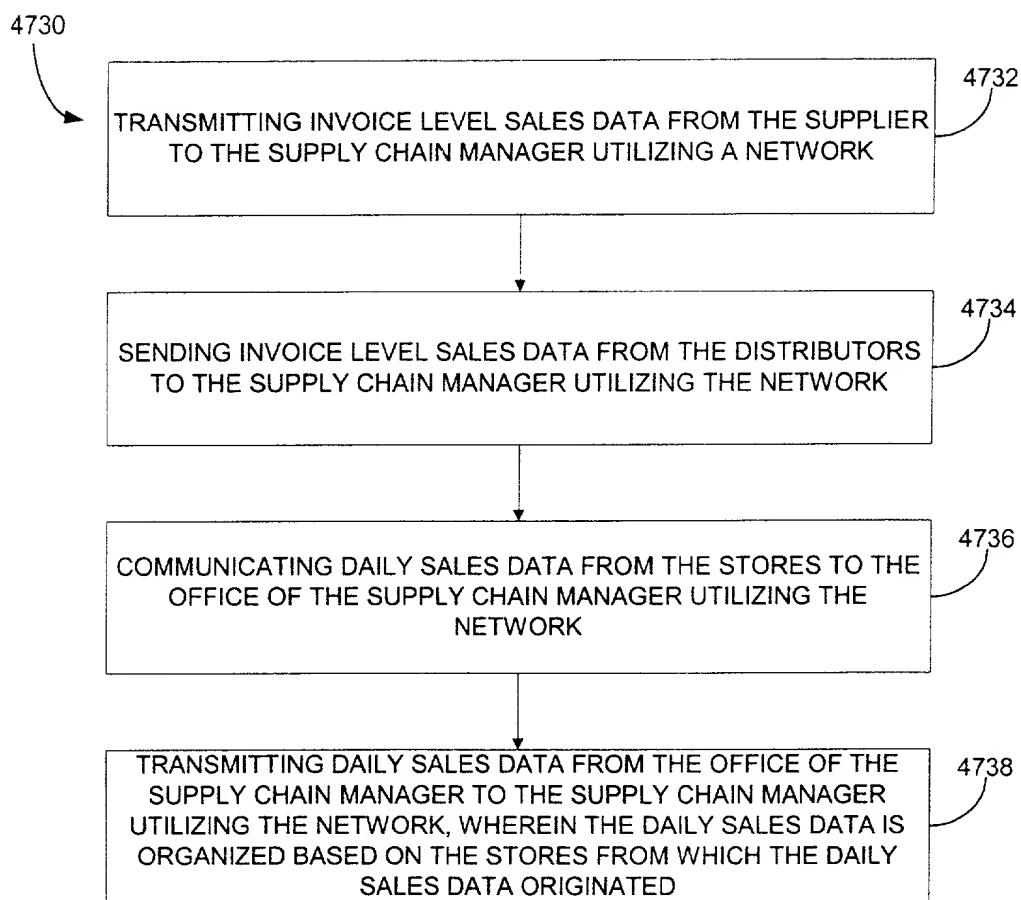 4730
4732
TRANSMITTING INVOICE LEVEL SALES DATA FROM THE SUPPLIER
TO THE SUPPLY CHAIN MANAGER UTILIZING A NETWORK
4734
SENDING INVOICE LEVEL SALES DATA FROM THE DISTRIBUTORS
TO THE SUPPLY CHAIN MANAGER UTILIZING THE NETWORK
4736
COMMUNICATING DAILY SALES DATA FROM THE STORES TO THE
OFFICE OF THE SUPPLY CHAIN MANAGER UTILIZING THE
NETWORK
4738
TRANSMITTING DAILY SALES DATA FROM THE OFFICE OF THE
SUPPLY CHAIN MANAGER TO THE SUPPLY CHAIN MANAGER
UTILIZING THE NETWORK, WHEREIN THE DAILY SALES DATA IS
ORGANIZED BASED ON THE STORES FROM WHICH THE DAILY
SALES DATA ORIGINATED